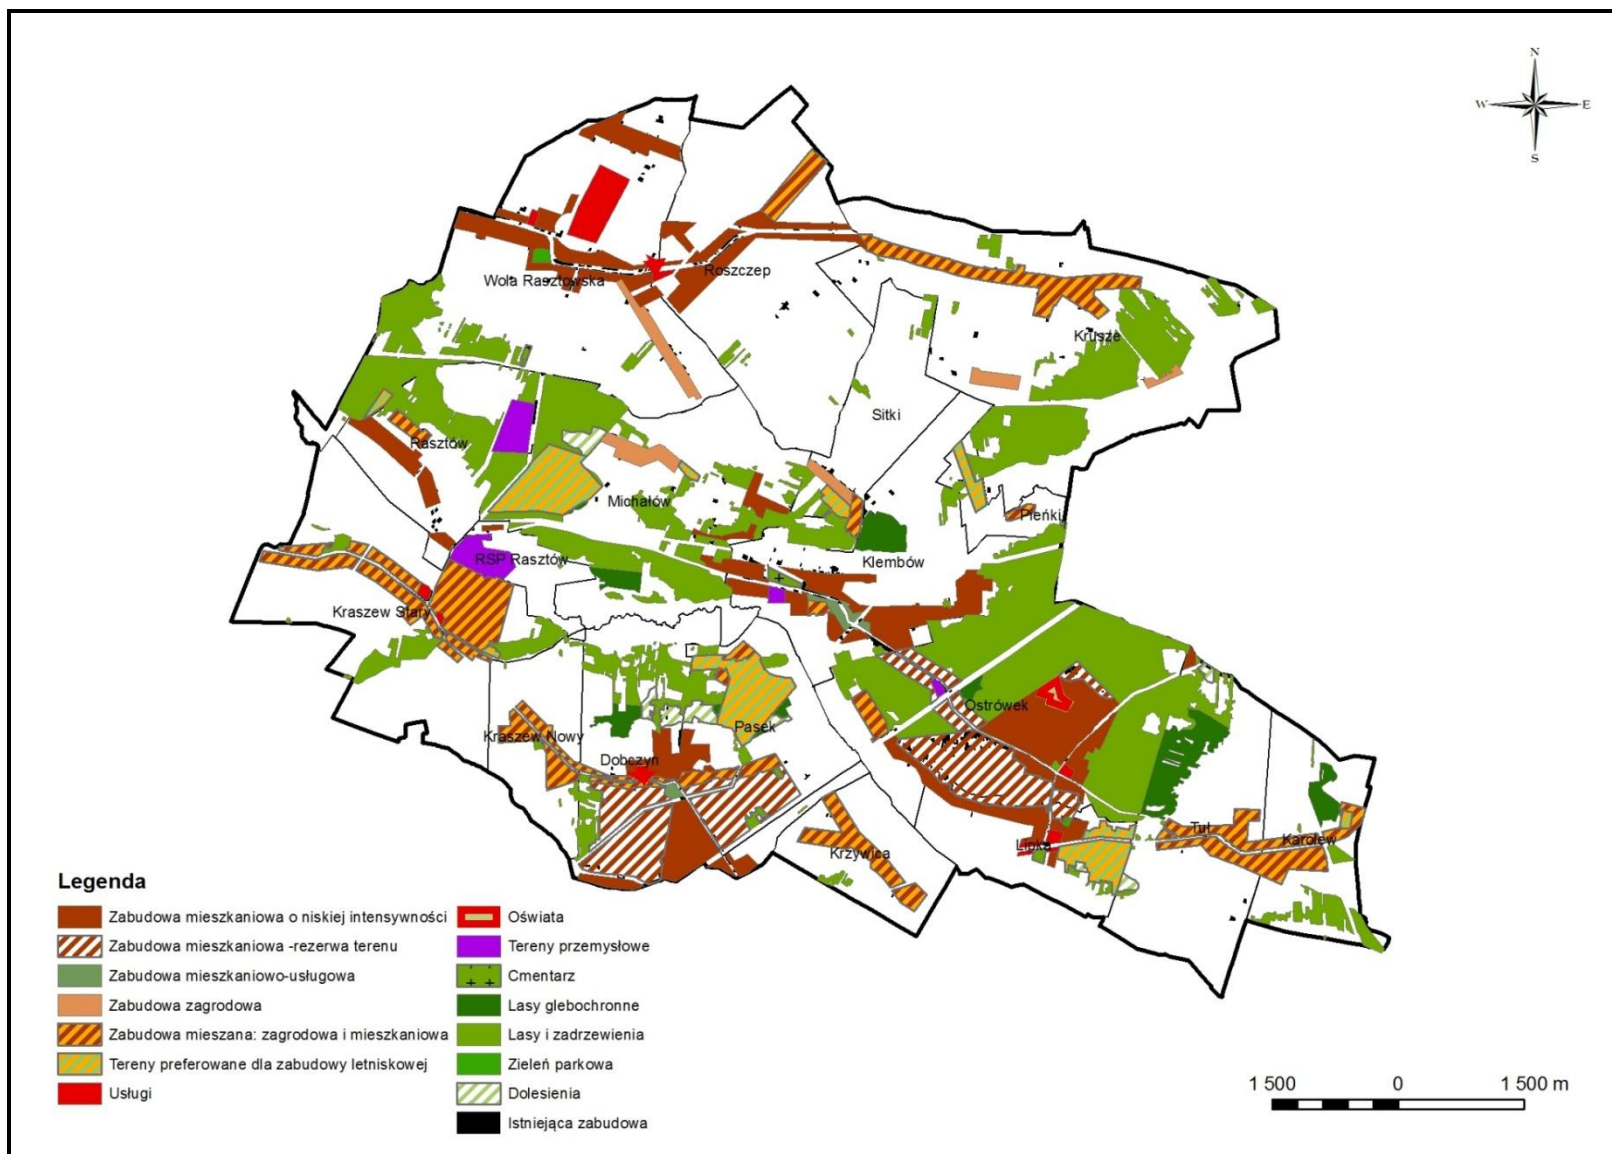 N
W E
S
Wola Rasztowska
Roszczep
Krusze
Sitki
Rasztów
Michałów
Pieńki
RSP Rasztów
Klembów
Kraszew Stary
Ostrówek
Pasek
Kraszew Nowy
Dobczyn
Tuł
Karolew
Lipka
Krzywica
Legenda
Zabudowa mieszkaniowa o niskiej intensywności
Zabudowa mieszkaniowa -rezerwa terenu
Zabudowa mieszkaniowo-usługowa
Zabudowa zagrodowa
Zabudowa mieszana: zagrodowa i mieszkaniowa
Tereny preferowane dla zabudowy letniskowej
Usługi
Oświata
Tereny przemysłowe
Cmentarz
Lasy glebochronne
Lasy i zadrzewienia
Zieleń parkowa
Dolesienia
Istniejąca zabudowa
1 500 0 1 500 m